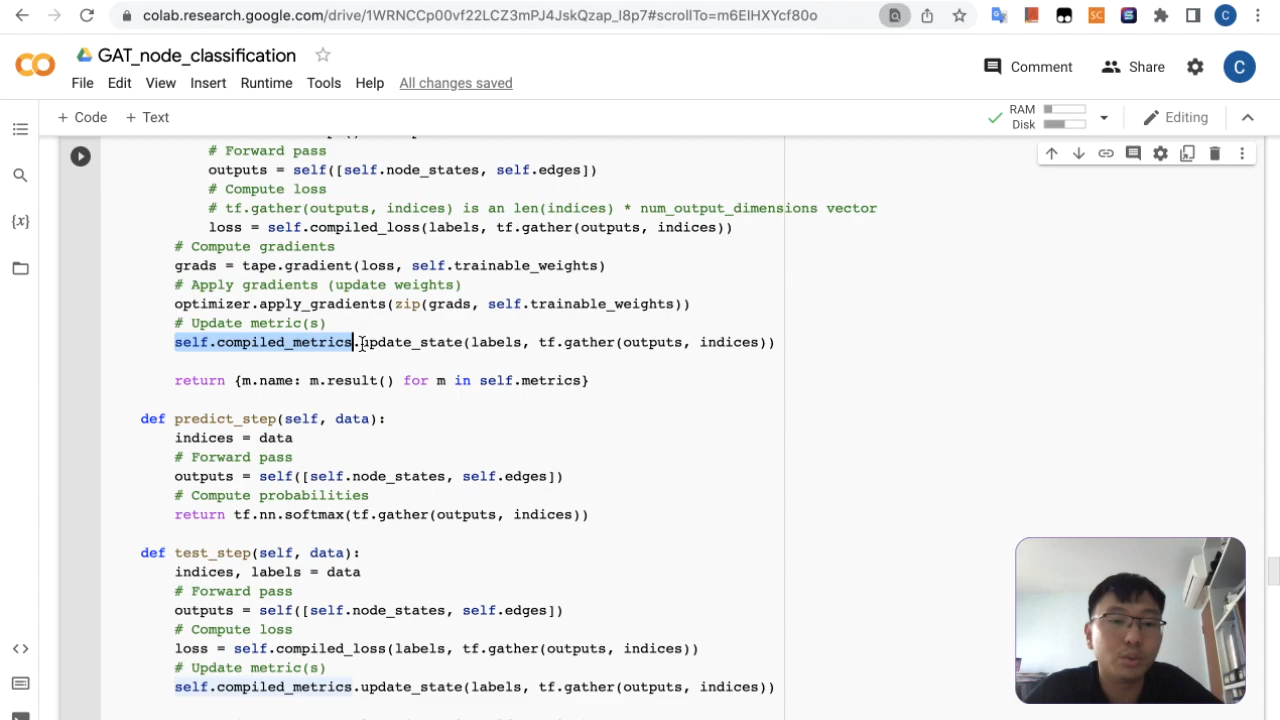 colab.research.google.com/drive/1WRNCCp00vf22LCZ3mPJ4JskQzap_I8p7#scrollTo=m6EIHXYcf80o
SC
S
C
GAT_node_classification
File Edit View Insert Runtime Tools Help All changes saved
Comment
Share
C
+ Code + Text
RAM
Disk
Editing
# Forward pass
outputs = self([self.node_states, self.edges])
# Compute loss
# tf.gather(outputs, indices) is an len(indices) * num_output_dimensions vector
loss = self.compiled_loss(labels, tf.gather(outputs, indices))
# Compute gradients
grads = tape.gradient(loss, self.trainable_weights)
# Apply gradients (update weights)
optimizer.apply_gradients(zip(grads, self.trainable_weights))
# Update metric(s)
self.compiled_metrics.update_state(labels, tf.gather(outputs, indices))
return {m.name: m.result() for m in self.metrics}
def predict_step(self, data):
indices = data
# Forward pass
outputs = self([self.node_states, self.edges])
# Compute probabilities
return tf.nn.softmax(tf.gather(outputs, indices))
def test_step(self, data):
indices, labels = data
# Forward pass
outputs = self([self.node_states, self.edges])
# Compute loss
loss = self.compiled_loss(labels, tf.gather(outputs, indices))
# Update metric(s)
self.compiled_metrics.update_state(labels, tf.gather(outputs, indices))